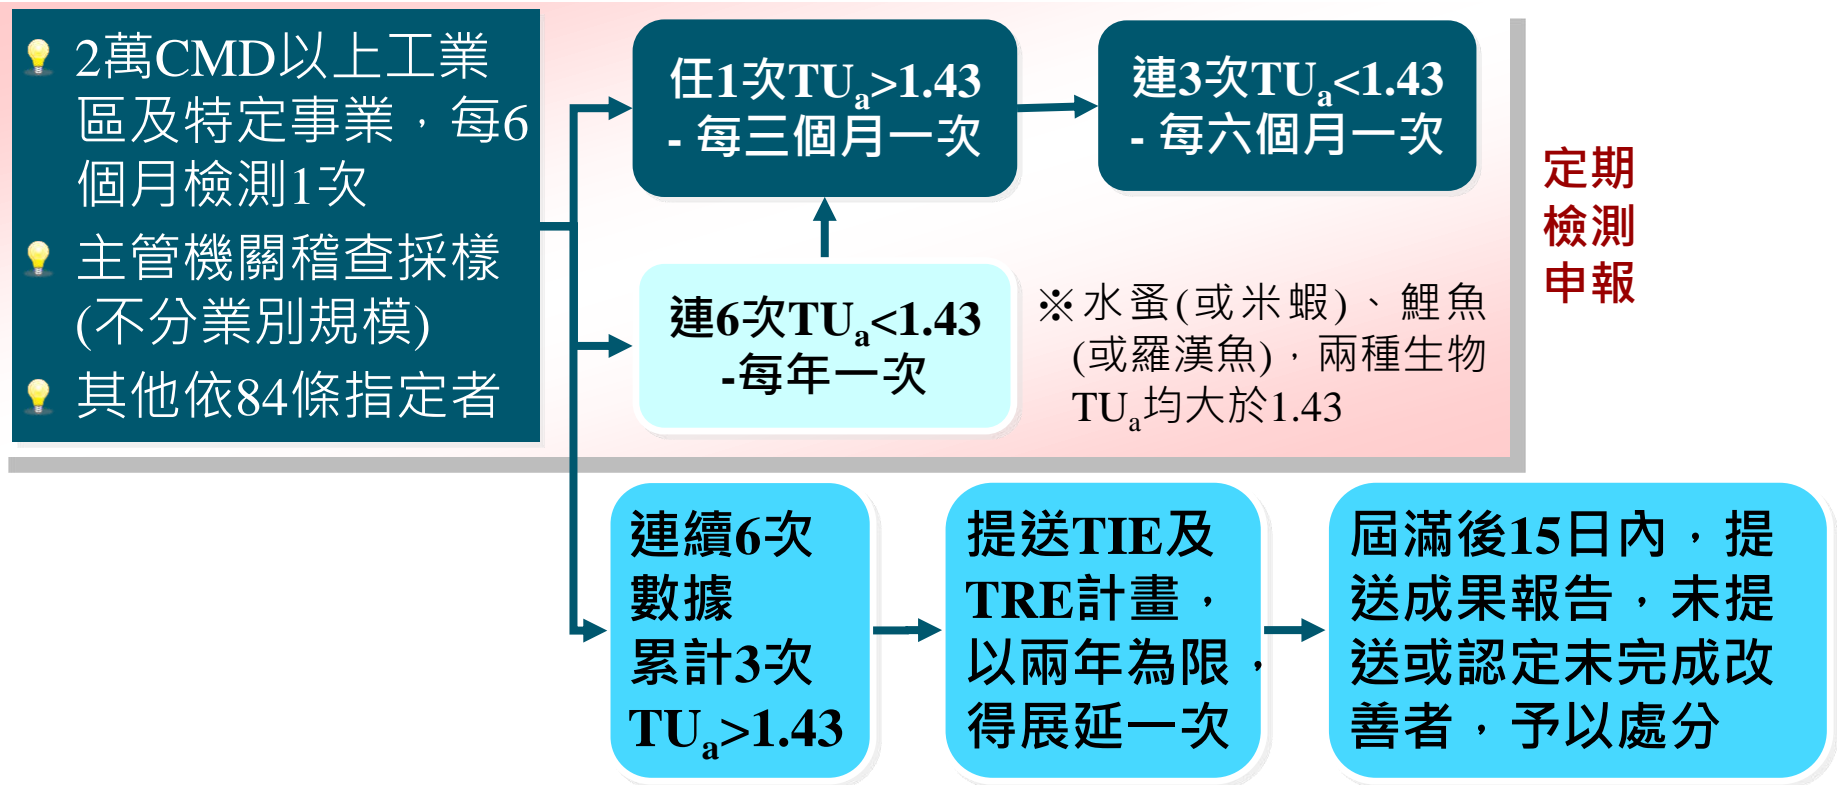 2萬CMD以上工業
區及特定事業，每6
個月檢測1次
主管機關稽查採樣
(不分業別規模)
其他依84條指定者
任1次TUa>1.43
- 每三個月一次
連3次TUa<1.43
- 每六個月一次
連6次TUa<1.43
-每年一次
※水蚤(或米蝦)、鯉魚
(或羅漢魚)，兩種生物
TUa均大於1.43
定期
檢測
申報
連續6次
數據
累計3次
TUa>1.43
提送TIE及
TRE計畫，
以兩年為限，
得展延一次
屆滿後15日內，提
送成果報告，未提
送或認定未完成改
善者，予以處分